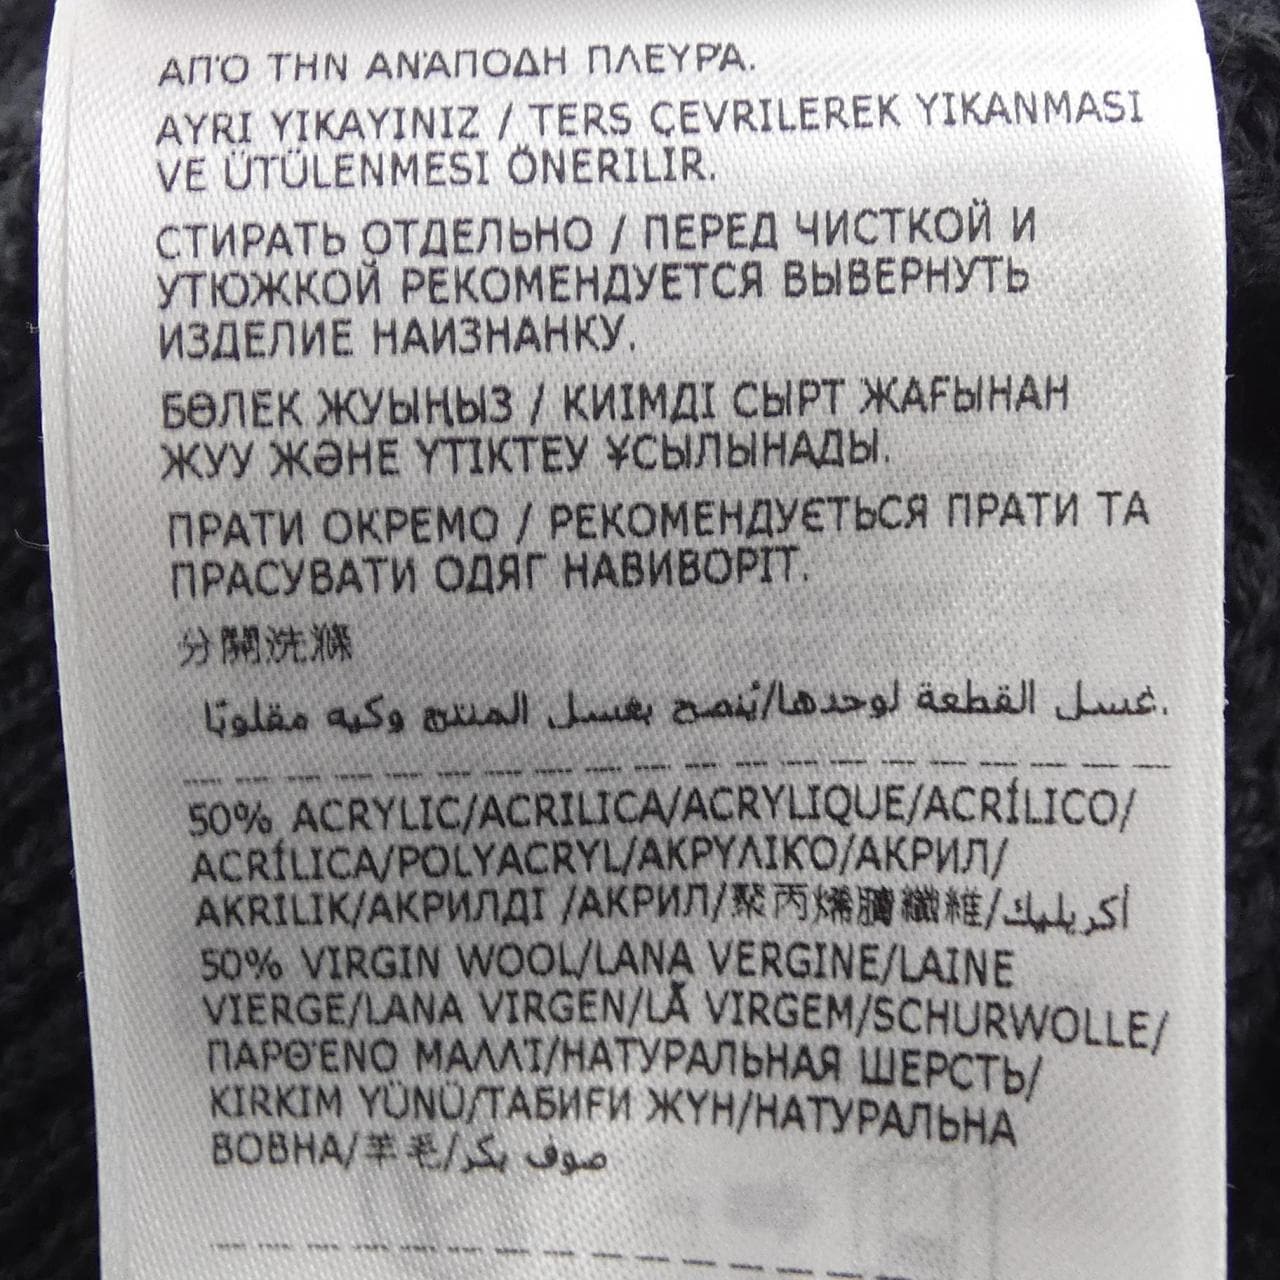 ΑΠΌ ΤΗΝ ΑΝΆΠΟΔΗ ΠΛΕΥΡΆ.
AYRI YIKAYINIZ / TERS ÇEVRILEREK YIKANMASI
VE ÜTÜLENMESI ÖNERILIR.
СТИРАТЬ ОТДЕЛЬНО / ПЕРЕД ЧИСТКОЙ И
УТЮЖКОЙ РЕКОМЕНДУЕТСЯ ВЫВЕРНУТЬ
ИЗДЕЛИЕ НАИЗНАНКУ.
БӨЛЕК ЖУЫҢЫЗ / КИІМДІ СЫРТ ЖАҒЫНАН
ЖУУ ЖӘНЕ ҮТІКТЕУ ҰСЫЛЫНАДЫ.
ПРАТИ ОКРЕМО / РЕКОМЕНДУЄТЬСЯ ПРАТИ ТА
ПРАСУВАТИ ОДЯГ НАВИВОРІТ.
分開洗滌
غسل القطعة لوحدها/يُنصح بغسل المنتج وكيه مقلوبًا.
50% ACRYLIC/ACRILICA/ACRYLIQUE/ACRÍLICO/
ACRÍLICA/POLYACRYL/ΑΚΡΥΛΙΚΌ/АКРИЛ/
AKRILIK/АКРИЛДІ /АКРИЛ/聚丙烯腈纖維/أكريليك
50% VIRGIN WOOL/LANA VERGINE/LAINE
VIERGE/LANA VIRGEN/LÃ VIRGEM/SCHURWOLLE/
ΠΑΡΘΈΝΟ ΜΑΛΛΊ/НАТУРАЛЬНАЯ ШЕРСТЬ/
KIRKIM YÜNÜ/ТАБИҒИ ЖҮН/НАТУРАЛЬНА
ВОВНА/羊毛/صوف بكر